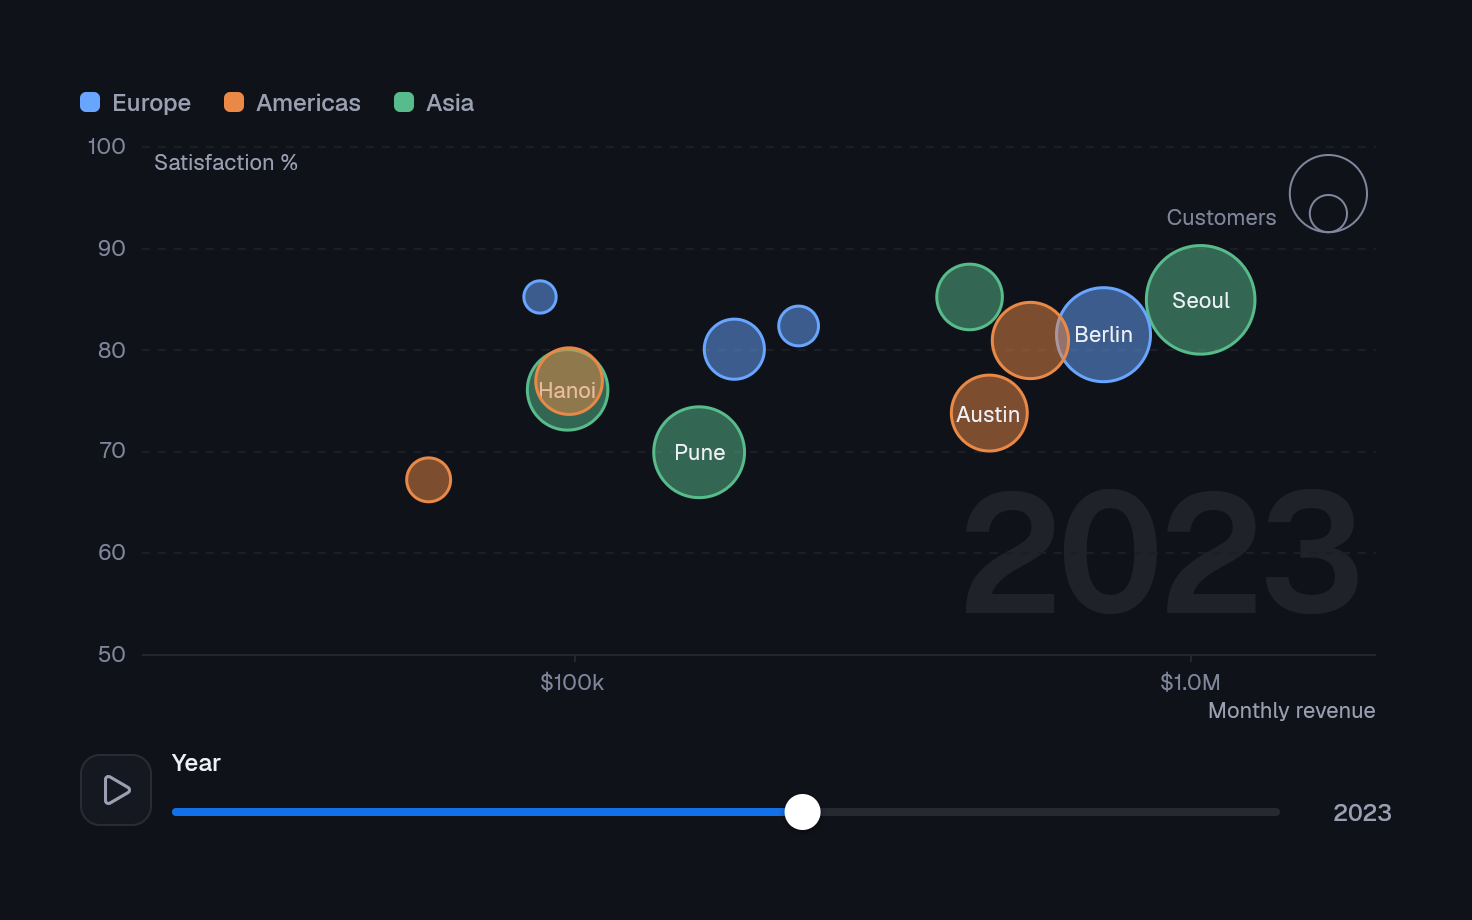 Europe Americas Asia
100
Satisfaction %
Customers
90
Seoul
Berlin
80
Hanoi
Austin
Pune
70
2023
60
50
$100k $1.0M
Monthly revenue
Year
2023